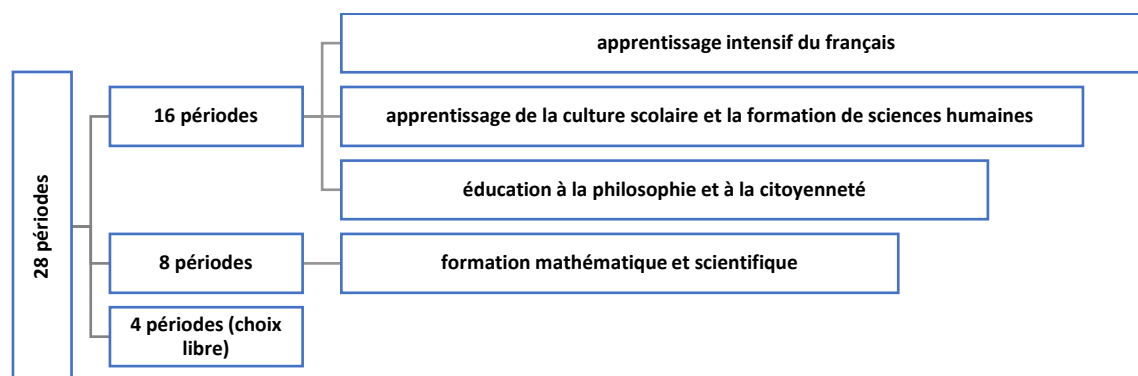 28 périodes
16 périodes
apprentissage intensif du français
apprentissage de la culture scolaire et la formation de sciences humaines
éducation à la philosophie et à la citoyenneté
8 périodes
formation mathématique et scientifique
4 périodes (choix
libre)